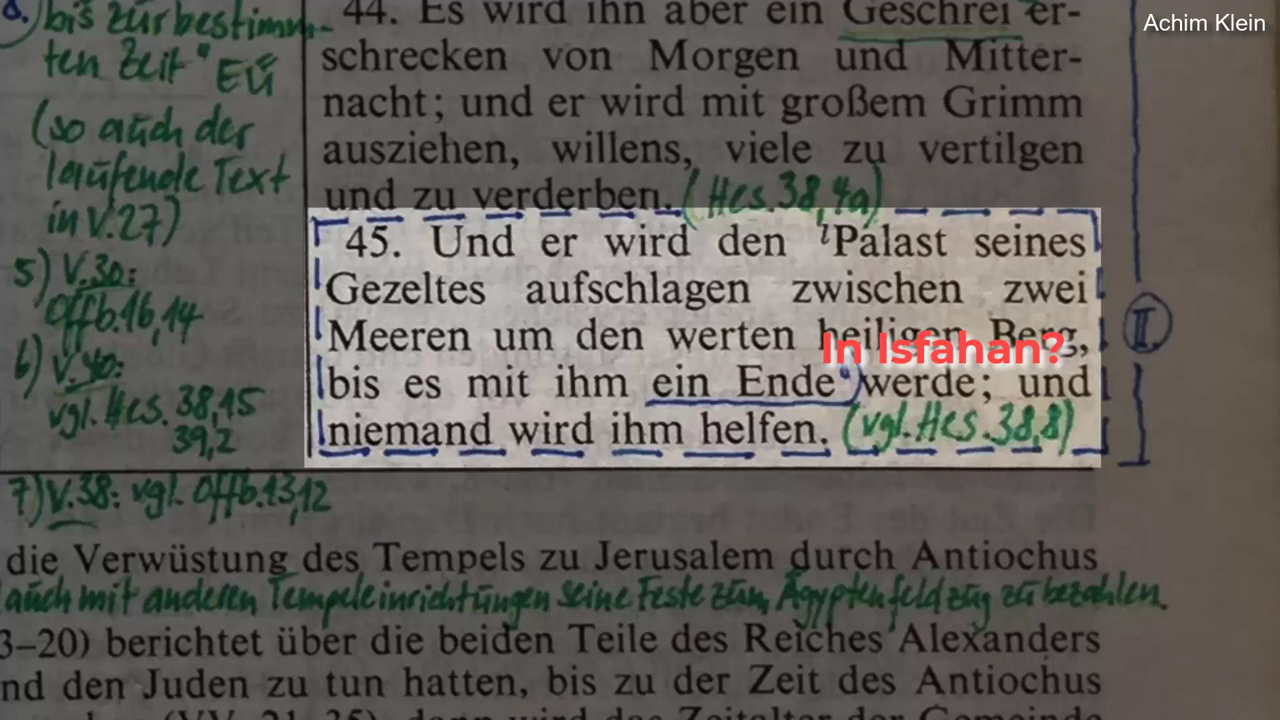 Achim Klein
8. bis zur bestimm-
ten Zeit" EÜ
(so auch der
laufende Text
in V.27)
5) V.30:
Offb.16,14
6) V.40:
vgl. Hes. 38,15
39,2
7) V.38: vgl. Offb.13,12
44. Es wird ihn aber ein Geschrei er-
schrecken von Morgen und Mitter-
nacht; und er wird mit großem Grimm
ausziehen, willens, viele zu vertilgen
und zu verderben. (Hes. 38,4a)
45. Und er wird den lPalast seines
Gezeltes aufschlagen zwischen zwei
Meeren um den werten heiligen Berg,
In Isfahan?
bis es mit ihm ein Ende werde; und
niemand wird ihm helfen. (vgl. Hes. 38,8)
II.
die Verwüstung des Tempels zu Jerusalem durch Antiochus
auch mit anderen Tempeleinrichtungen seine Feste zum Ägyptenfeldzug zu bezahlen.
3–20) berichtet über die beiden Teile des Reiches Alexanders
nd den Juden zu tun hatten, bis zu der Zeit des Antiochus